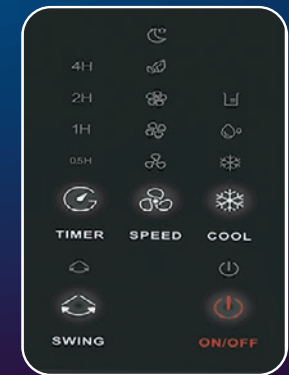 4H
2H
1H
0.5H
TIMER SPEED COOL
SWING ON/OFF